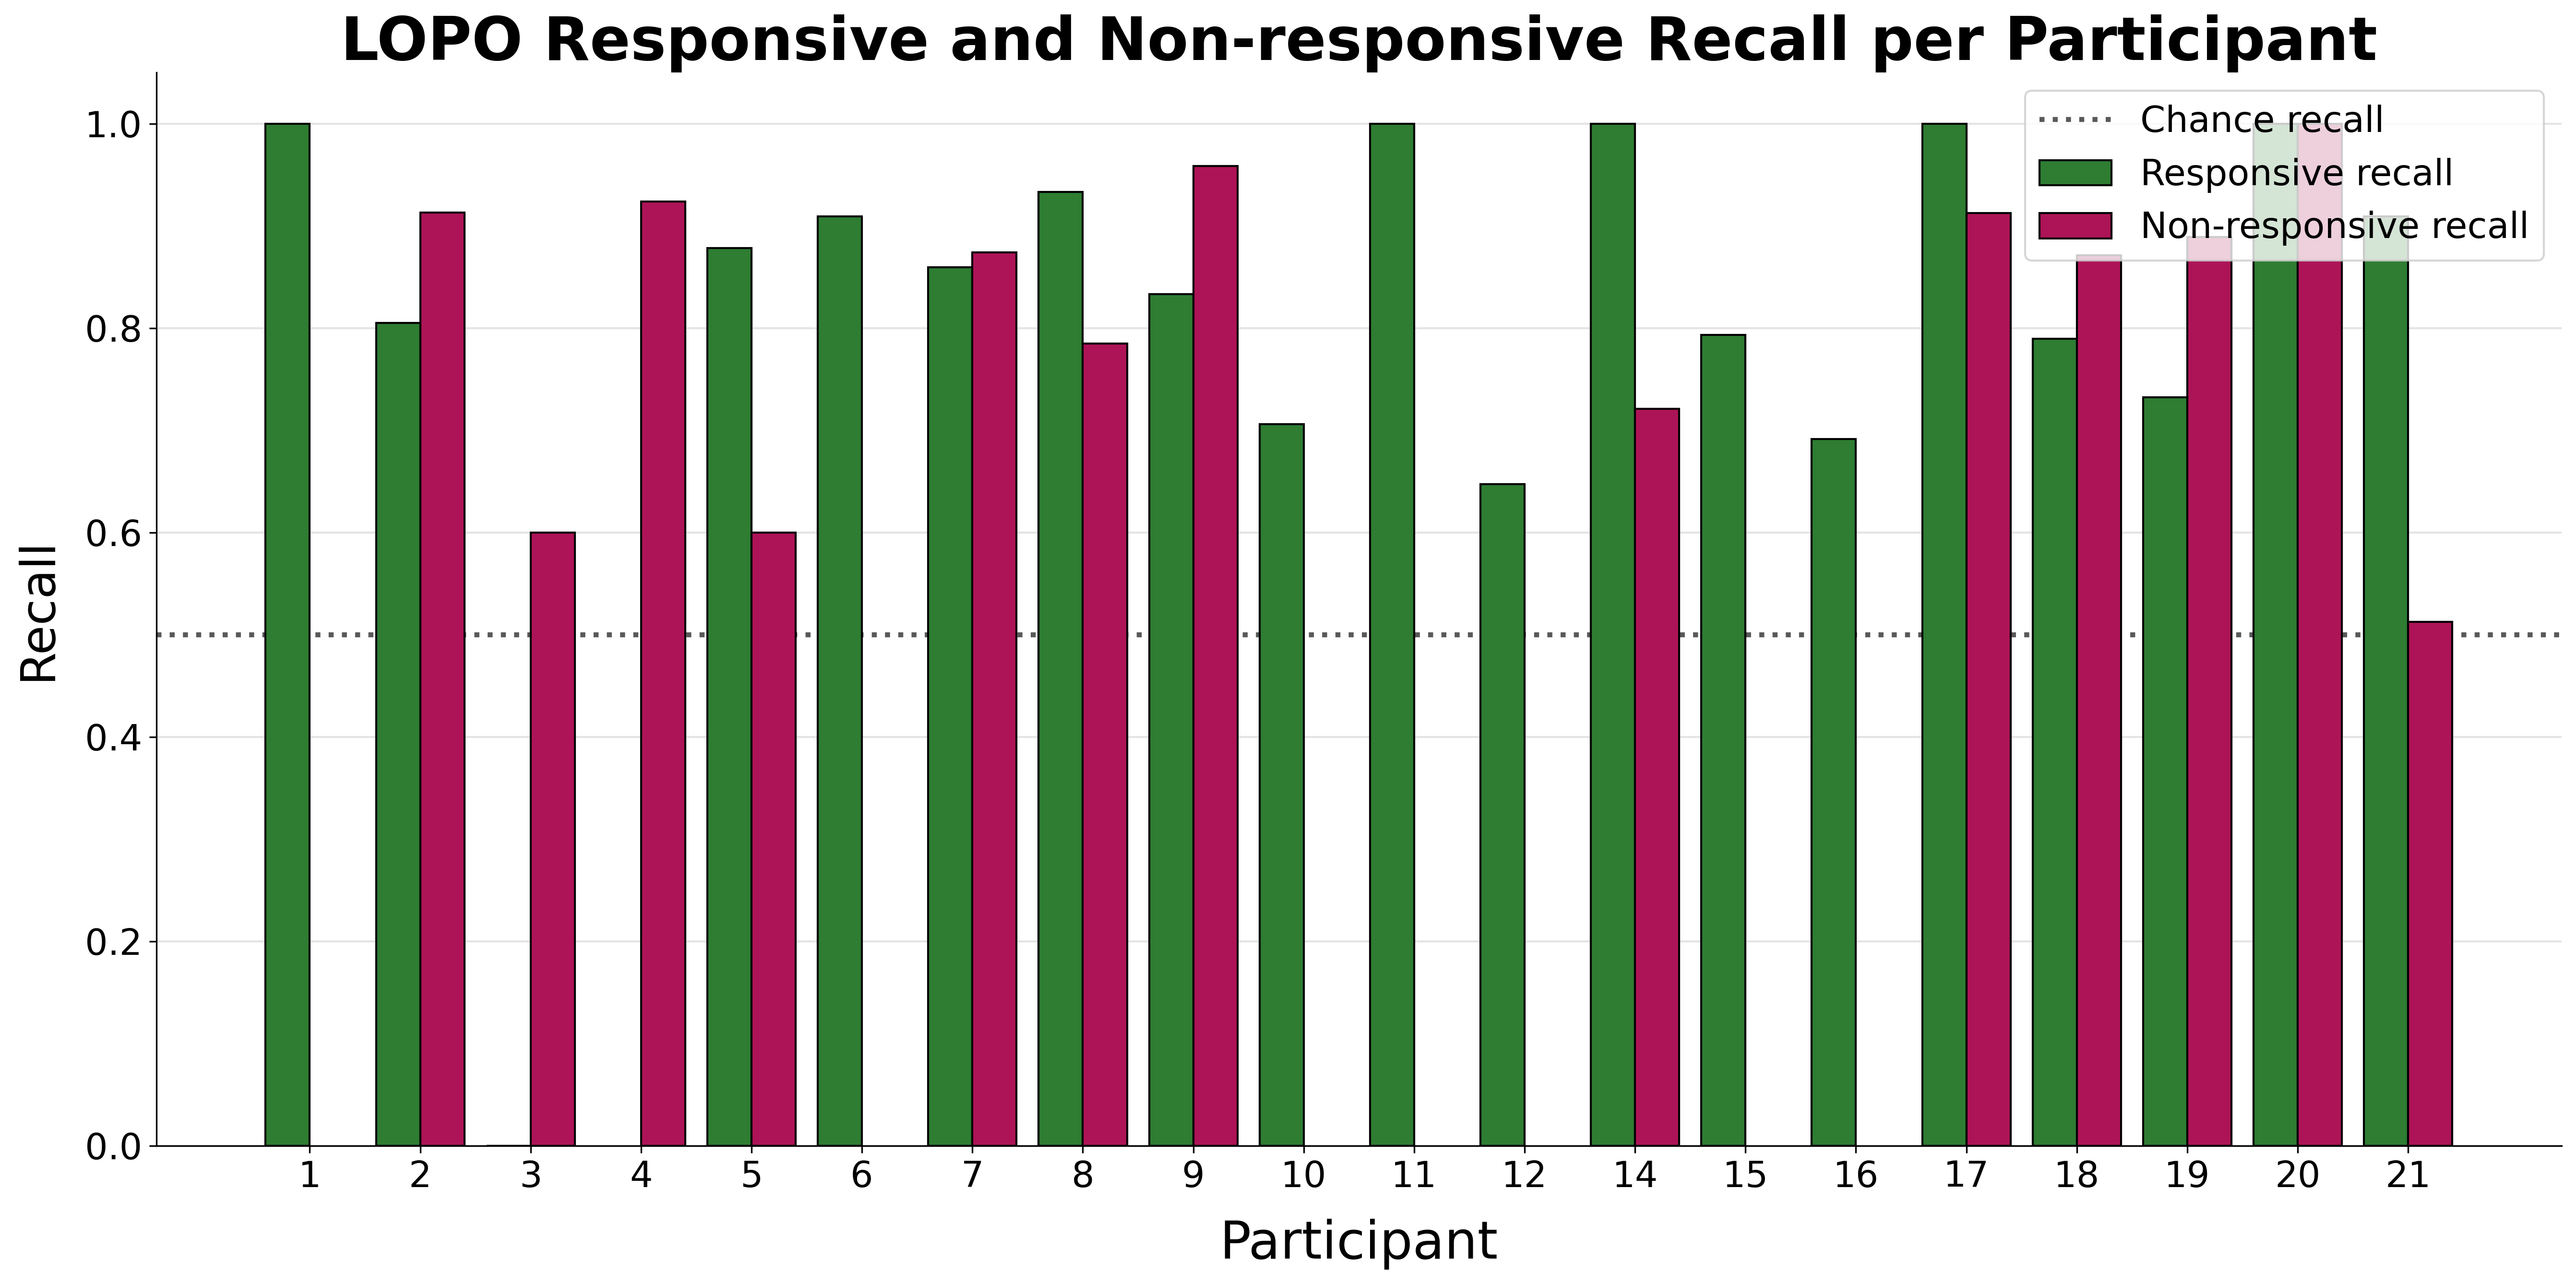 LOPO Responsive and Non-responsive Recall per Participant
Chance recall
Responsive recall
Non-responsive recall
1.0
0.8
0.6
0.4
0.2
0.0
Recall
1 2 3 4 5 6 7 8 9 10 11 12 14 15 16 17 18 19 20 21
Participant